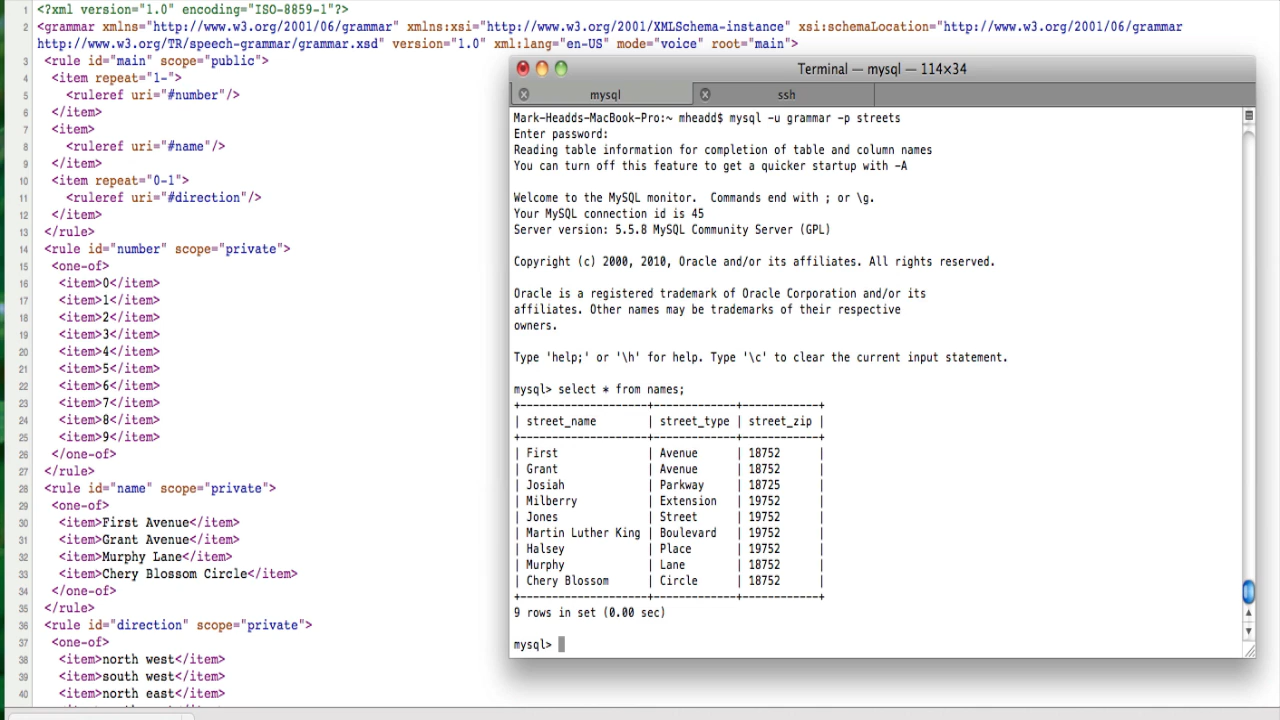 1 <?xml version="1.0" encoding="ISO-8859-1"?>
2 <grammar xmlns="http://www.w3.org/2001/06/grammar" xmlns:xsi="http://www.w3.org/2001/XMLSchema-instance" xsi:schemaLocation="http://www.w3.org/2001/06/grammar
http://www.w3.org/TR/speech-grammar/grammar.xsd" version="1.0" xml:lang="en-US" mode="voice" root="main">
3 <rule id="main" scope="public">
4 <item repeat="1-">
5 <ruleref uri="#number"/>
6 </item>
7 <item>
8 <ruleref uri="#name"/>
9 </item>
10 <item repeat="0-1">
11 <ruleref uri="#direction"/>
12 </item>
13 </rule>
14 <rule id="number" scope="private">
15 <one-of>
16 <item>0</item>
17 <item>1</item>
18 <item>2</item>
19 <item>3</item>
20 <item>4</item>
21 <item>5</item>
22 <item>6</item>
23 <item>7</item>
24 <item>8</item>
25 <item>9</item>
26 </one-of>
27 </rule>
28 <rule id="name" scope="private">
29 <one-of>
30 <item>First Avenue</item>
31 <item>Grant Avenue</item>
32 <item>Murphy Lane</item>
33 <item>Chery Blossom Circle</item>
34 </one-of>
35 </rule>
36 <rule id="direction" scope="private">
37 <one-of>
38 <item>north west</item>
39 <item>south west</item>
40 <item>north east</item>
Terminal — mysql — 114×34
mysql ssh
Mark-Headds-MacBook-Pro:~ mheadd$ mysql -u grammar -p streets
Enter password:
Reading table information for completion of table and column names
You can turn off this feature to get a quicker startup with -A
Welcome to the MySQL monitor.  Commands end with ; or \g.
Your MySQL connection id is 45
Server version: 5.5.8 MySQL Community Server (GPL)
Copyright (c) 2000, 2010, Oracle and/or its affiliates. All rights reserved.
Oracle is a registered trademark of Oracle Corporation and/or its
affiliates. Other names may be trademarks of their respective
owners.
Type 'help;' or '\h' for help. Type '\c' to clear the current input statement.
mysql> select * from names;
+--------------------+-------------+------------+
| street_name | street_type | street_zip |
+--------------------+-------------+------------+
| First | Avenue | 18752 |
| Grant | Avenue | 18752 |
| Josiah | Parkway | 18725 |
| Milberry | Extension | 19752 |
| Jones | Street | 19752 |
| Martin Luther King | Boulevard | 19752 |
| Halsey | Place | 19752 |
| Murphy | Lane | 18752 |
| Chery Blossom | Circle | 18752 |
+--------------------+-------------+------------+
9 rows in set (0.00 sec)
mysql>